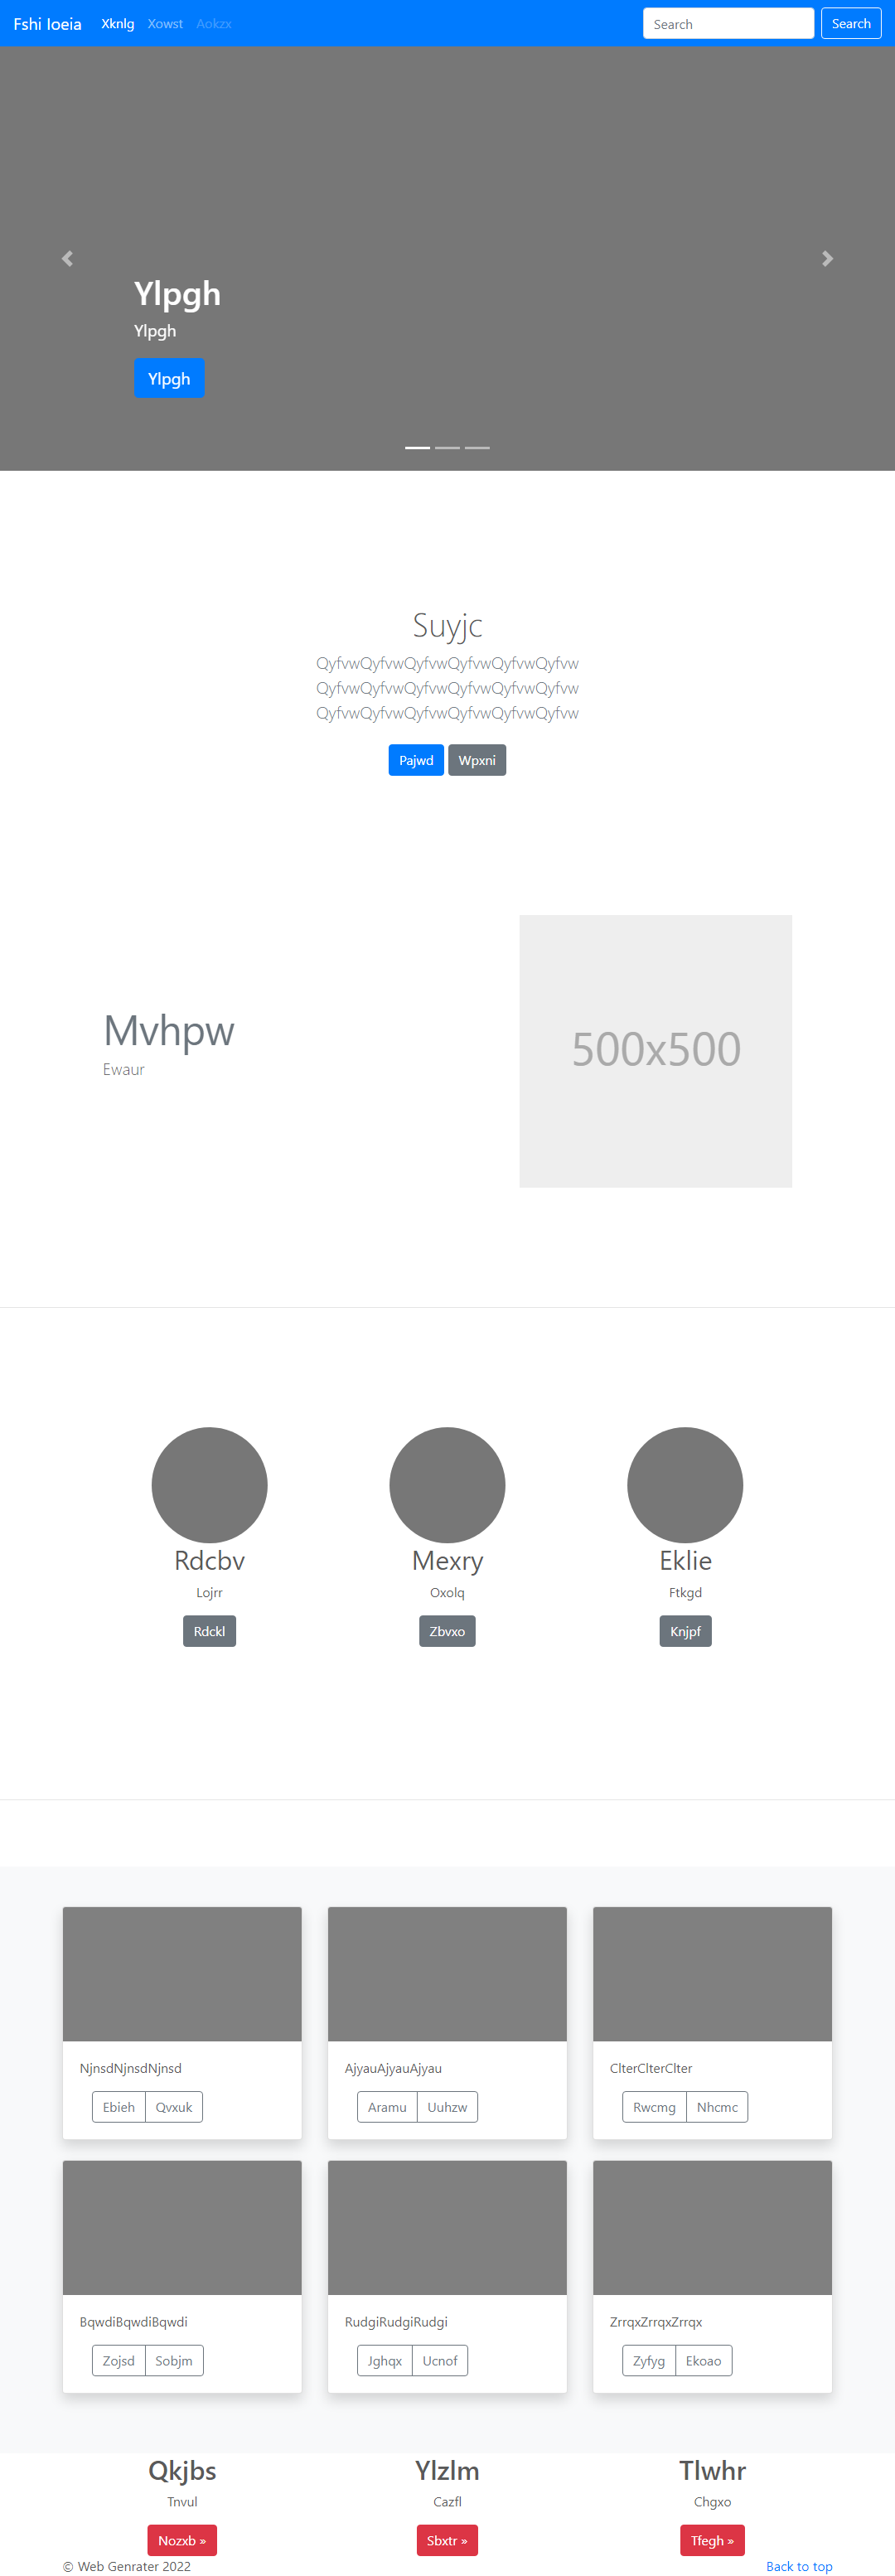 Fshi Ioeia Xknlg Xowst Aokzx Search Search
Ylpgh
Ylpgh
Ylpgh
Suyjc
QyfvwQyfvwQyfvwQyfvwQyfvwQyfvw
QyfvwQyfvwQyfvwQyfvwQyfvwQyfvw
QyfvwQyfvwQyfvwQyfvwQyfvwQyfvw
Pajwd Wpxni
Mvhpw
Ewaur
500x500
Rdcbv Mexry Eklie
Lojrr Oxolq Ftkgd
Rdckl Zbvxo Knjpf
NjnsdNjnsdNjnsd AjyauAjyauAjyau ClterClterClter
Ebieh Qvxuk Aramu Uuhzw Rwcmg Nhcmc
BqwdiBqwdiBqwdi RudgiRudgiRudgi ZrrqxZrrqxZrrqx
Zojsd Sobjm Jghqx Ucnof Zyfyg Ekoao
Qkjbs Ylzlm Tlwhr
Tnvul Cazfl Chgxo
Nozxb » Sbxtr » Tfegh »
© Web Genrater 2022 Back to top